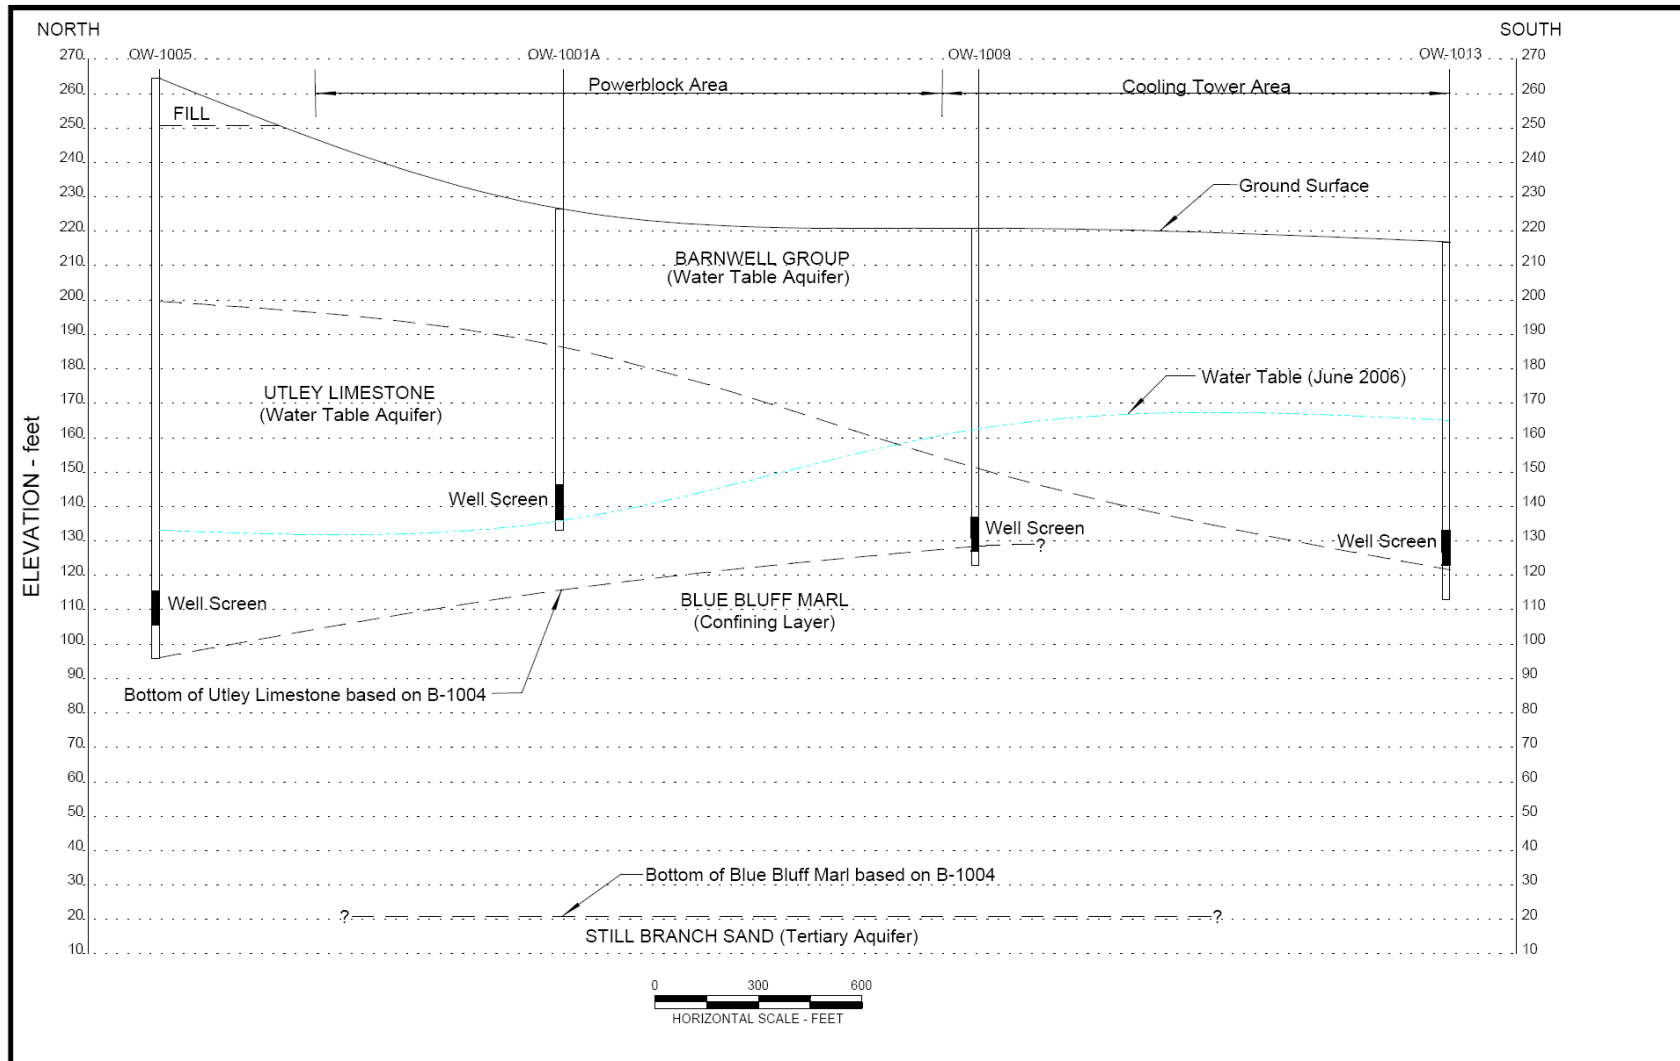 NORTH
SOUTH
OW-1005
OW-1001A
OW-1009
OW-1013
270
270
Powerblock Area
Cooling Tower Area
260
260
FILL
250
250
240
240
Ground Surface
230
230
220
220
BARNWELL GROUP
(Water Table Aquifer)
210
210
200
200
190
190
180
180
Water Table (June 2006)
UTLEY LIMESTONE
(Water Table Aquifer)
170
170
160
160
150
150
Well Screen
140
140
Well Screen
Well Screen
130
130
?
120
120
Well Screen
BLUE BLUFF MARL
(Confining Layer)
110
110
100
100
90
90
Bottom of Utley Limestone based on B-1004
80
80
70
70
60
60
50
50
40
40
Bottom of Blue Bluff Marl based on B-1004
30
30
20
?
?
20
STILL BRANCH SAND (Tertiary Aquifer)
10
10
ELEVATION - feet
0
300
600
HORIZONTAL SCALE - FEET